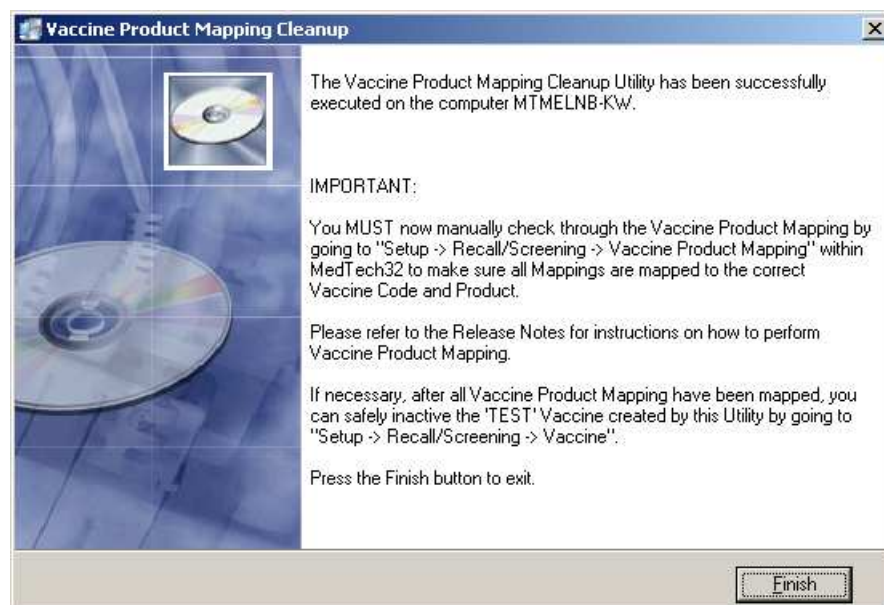 Vaccine Product Mapping Cleanup
The Vaccine Product Mapping Cleanup Utility has been successfully
executed on the computer MTMELNB-KW.
IMPORTANT:
You MUST now manually check through the Vaccine Product Mapping by
going to "Setup -> Recall/Screening -> Vaccine Product Mapping" within
MedTech32 to make sure all Mappings are mapped to the correct
Vaccine Code and Product.
Please refer to the Release Notes for instructions on how to perform
Vaccine Product Mapping.
If necessary, after all Vaccine Product Mapping have been mapped, you
can safely inactive the 'TEST' Vaccine created by this Utility by going to
"Setup -> Recall/Screening -> Vaccine".
Press the Finish button to exit.
Finish